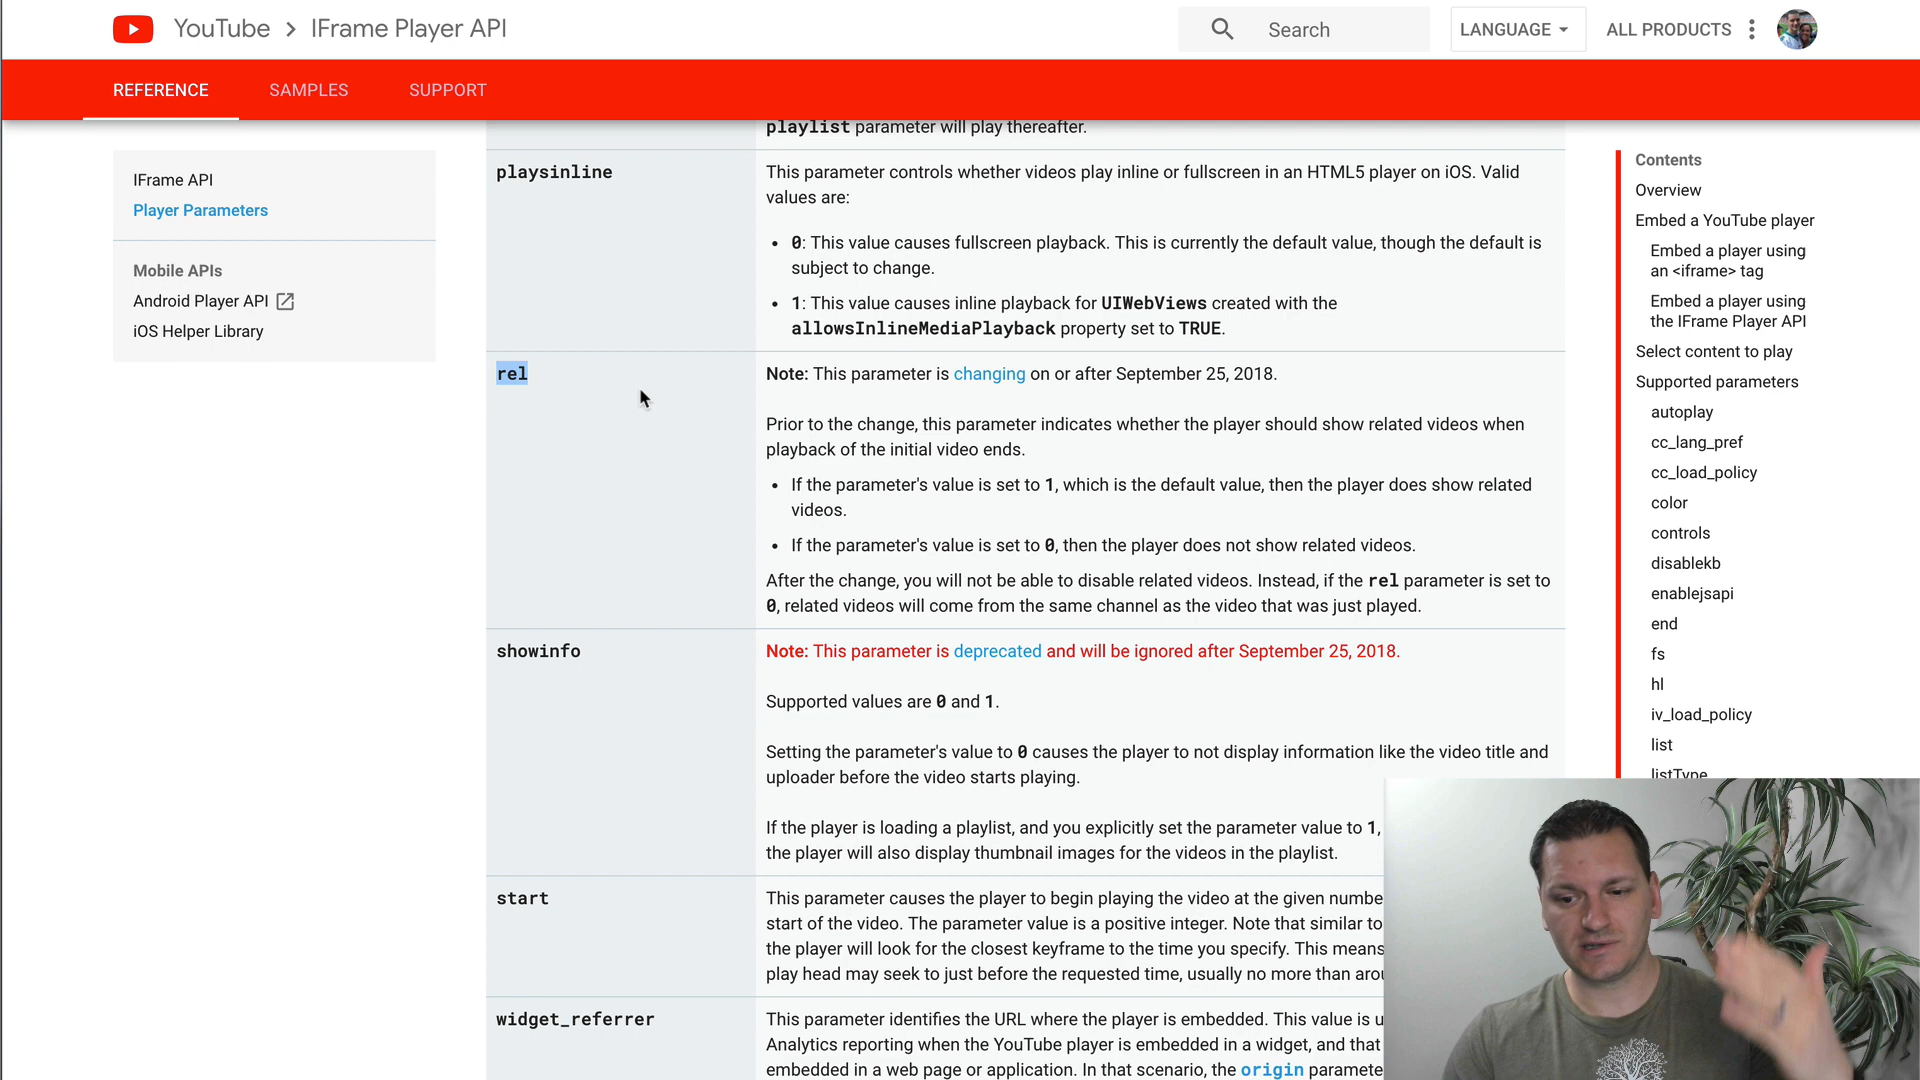 YouTube > IFrame Player API
Search
LANGUAGE
ALL PRODUCTS
REFERENCE
SAMPLES
SUPPORT
IFrame API
Player Parameters
Mobile APIs
Android Player API
iOS Helper Library
playlist parameter will play thereafter.
playsinline
This parameter controls whether videos play inline or fullscreen in an HTML5 player on iOS. Valid
values are:
• 0: This value causes fullscreen playback. This is currently the default value, though the default is
subject to change.
• 1: This value causes inline playback for UIWebViews created with the
allowsInlineMediaPlayback property set to TRUE.
rel
Note: This parameter is changing on or after September 25, 2018.
Prior to the change, this parameter indicates whether the player should show related videos when
playback of the initial video ends.
• If the parameter's value is set to 1, which is the default value, then the player does show related
videos.
• If the parameter's value is set to 0, then the player does not show related videos.
After the change, you will not be able to disable related videos. Instead, if the rel parameter is set to
0, related videos will come from the same channel as the video that was just played.
showinfo
Note: This parameter is deprecated and will be ignored after September 25, 2018.
Supported values are 0 and 1.
Setting the parameter's value to 0 causes the player to not display information like the video title and
uploader before the video starts playing.
If the player is loading a playlist, and you explicitly set the parameter value to 1,
the player will also display thumbnail images for the videos in the playlist.
start
This parameter causes the player to begin playing the video at the given numbe
start of the video. The parameter value is a positive integer. Note that similar to
the player will look for the closest keyframe to the time you specify. This means
play head may seek to just before the requested time, usually no more than arou
widget_referrer
This parameter identifies the URL where the player is embedded. This value is u
Analytics reporting when the YouTube player is embedded in a widget, and that
embedded in a web page or application. In that scenario, the origin paramete
Contents
Overview
Embed a YouTube player
Embed a player using
an <iframe> tag
Embed a player using
the IFrame Player API
Select content to play
Supported parameters
autoplay
cc_lang_pref
cc_load_policy
color
controls
disablekb
enablejsapi
end
fs
hl
iv_load_policy
list
listType